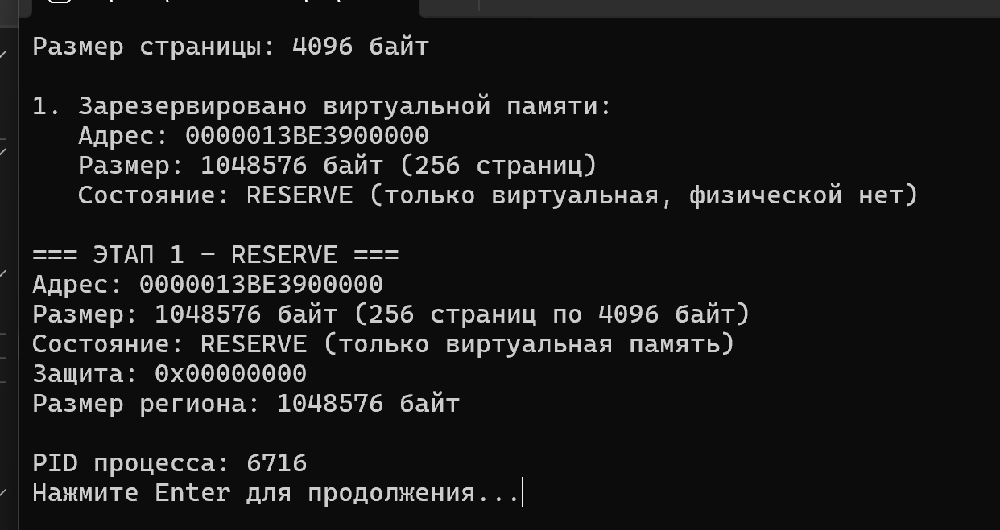 Размер страницы: 4096 байт
1. Зарезервировано виртуальной памяти:
Адрес: 0000013BE3900000
Размер: 1048576 байт (256 страниц)
Состояние: RESERVE (только виртуальная, физической нет)
=== ЭТАП 1 - RESERVE ===
Адрес: 0000013BE3900000
Размер: 1048576 байт (256 страниц по 4096 байт)
Состояние: RESERVE (только виртуальная память)
Защита: 0x00000000
Размер региона: 1048576 байт
PID процесса: 6716
Нажмите Enter для продолжения...